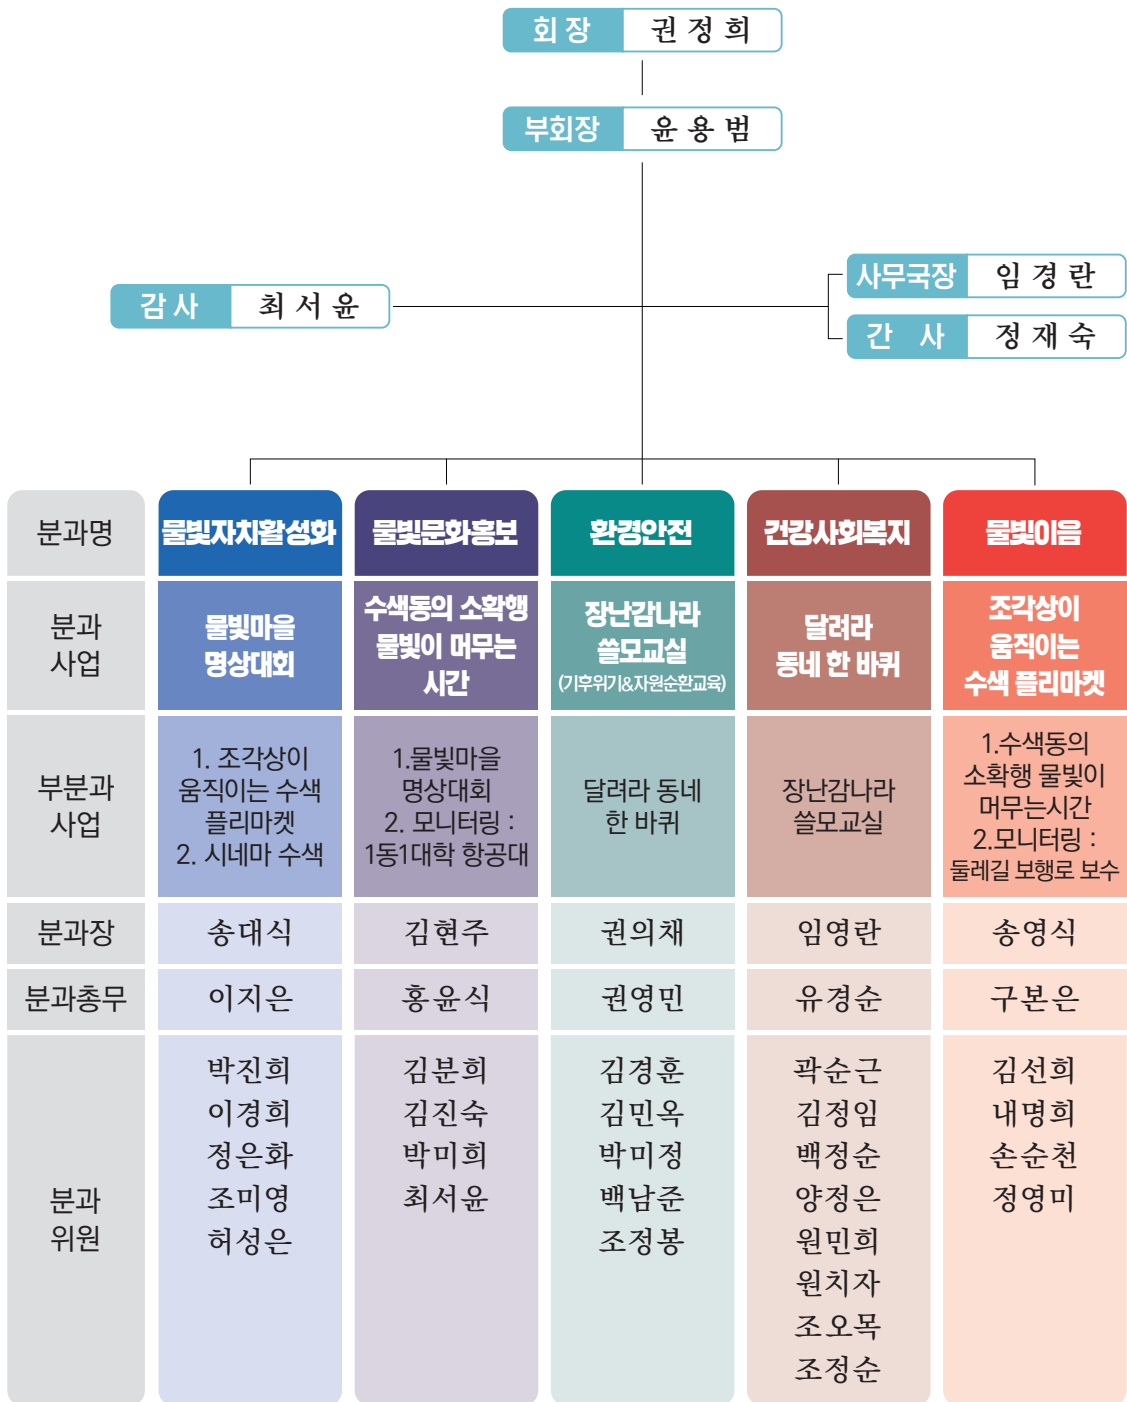 회 장 권 정 희
부회장 윤 용 범
사무국장 임 경 란
감 사 최 서 윤
간 사 정 재 숙
분과명 물빛자치활성화 물빛문화홍보 환경안전 건강사회복지 물빛이음
분과
사업
물빛마을
명상대회
수색동의 소확행
물빛이 머무는
시간
장난감나라
쓸모교실
(기후위기&자원순환교육)
달려라
동네 한 바퀴
조각상이
움직이는
수색 플리마켓
부분과
사업
1. 조각상이
움직이는 수색
플리마켓
2. 시네마 수색
1.물빛마을
명상대회
2. 모니터링 :
1동1대학 항공대
달려라 동네
한 바퀴
장난감나라
쓸모교실
1.수색동의
소확행 물빛이
머무는시간
2.모니터링 :
둘레길 보행로 보수
분과장 송대식 김현주 권의채 임영란 송영식
분과총무 이지은 홍윤식 권영민 유경순 구본은
분과
위원
박진희
이경희
정은화
조미영
허성은
김분희
김진숙
박미희
최서윤
김경훈
김민옥
박미정
백남준
조정봉
곽순근
김정임
백정순
양정은
원민희
원치자
조오목
조정순
김선희
내명희
손순천
정영미